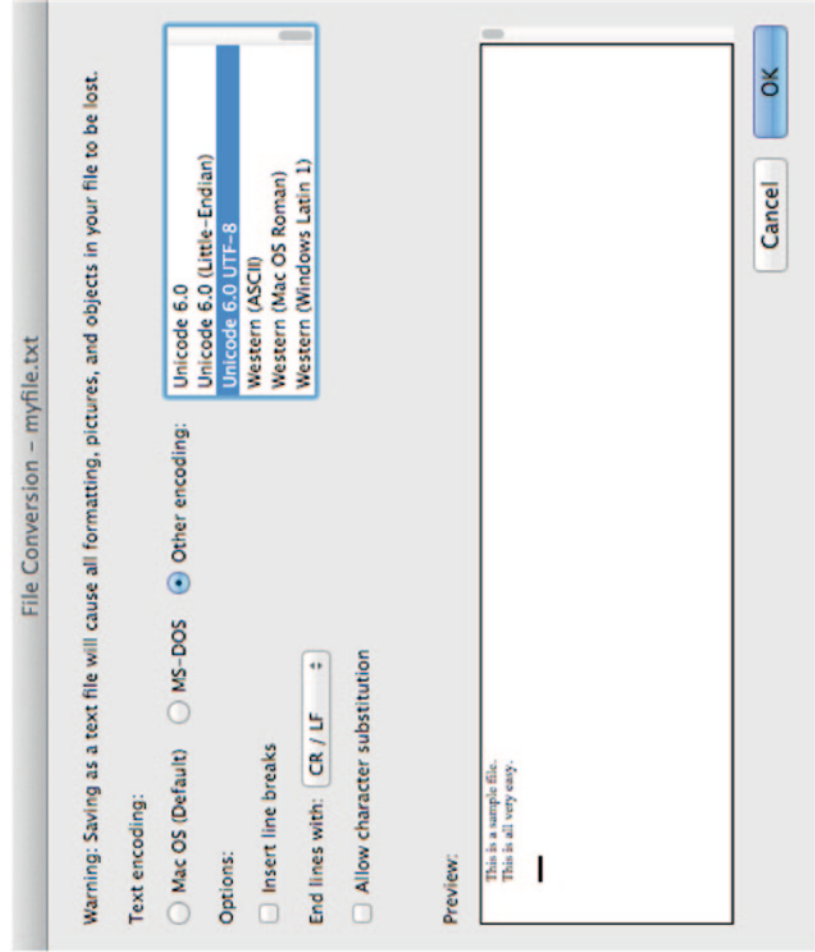 File Conversion – myfile.txt
Warning: Saving as a text file will cause all formatting, pictures, and objects in your file to be lost.
Text encoding:
Mac OS (Default) MS-DOS Other encoding:
Unicode 6.0
Unicode 6.0 (Little-Endian)
Unicode 6.0 UTF-8
Western (ASCII)
Western (Mac OS Roman)
Western (Windows Latin 1)
Options:
Insert line breaks
End lines with: CR / LF
Allow character substitution
Preview:
This is a sample file.
This is all very easy.
Cancel OK